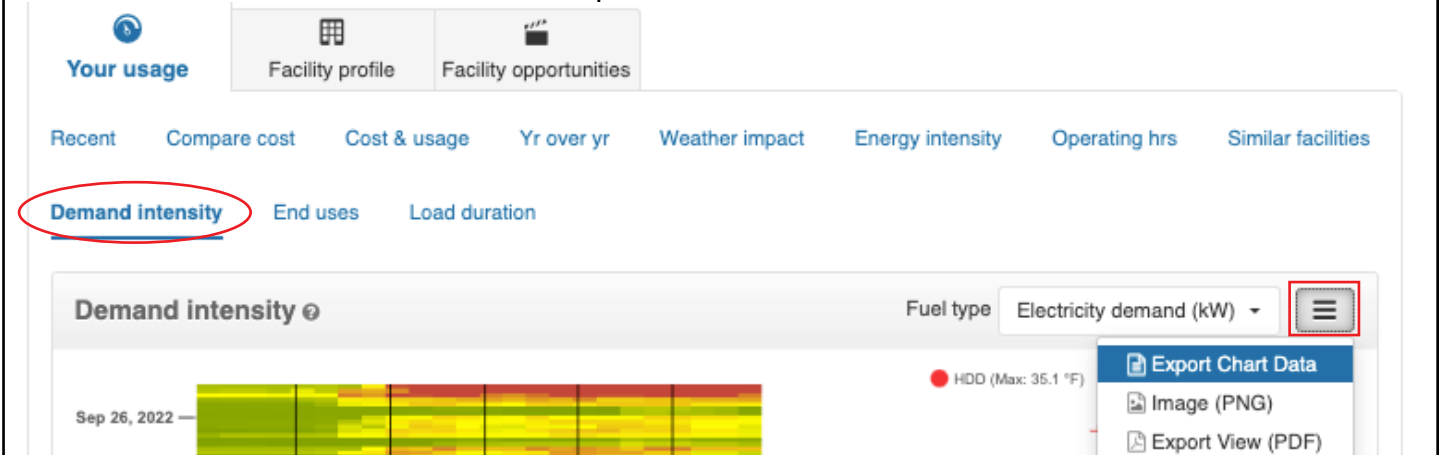 Your usage
Facility profile
Facility opportunities
Recent Compare cost Cost & usage Yr over yr Weather impact Energy intensity Operating hrs Similar facilities
Demand intensity End uses Load duration
Demand intensity
Fuel type Electricity demand (kW)
Export Chart Data
HDD (Max: 35.1 °F)
Image (PNG)
Sep 26, 2022
Export View (PDF)